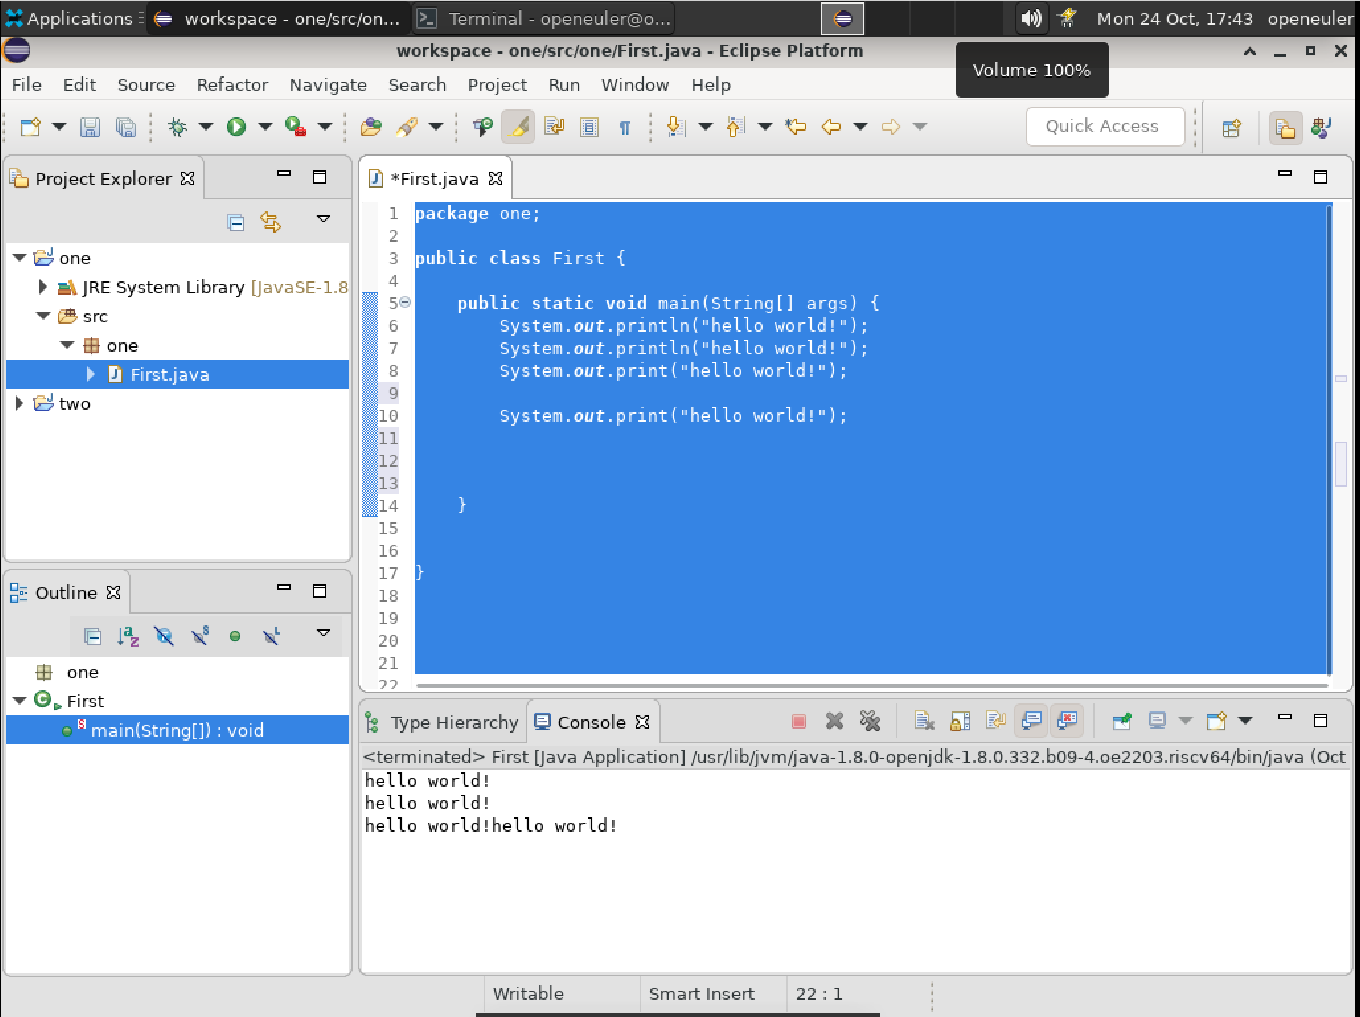 Applications
workspace - one/src/on...
Terminal - openeuler@o...
Mon 24 Oct, 17:43
openeuler
workspace - one/src/one/First.java - Eclipse Platform
Volume 100%
File Edit Source Refactor Navigate Search Project Run Window Help
Quick Access
Project Explorer
one
JRE System Library [JavaSE-1.8
src
one
First.java
two
*First.java
1 package one;
2
3 public class First {
4
5 public static void main(String[] args) {
6 System.out.println("hello world!");
7 System.out.println("hello world!");
8 System.out.print("hello world!");
9
10 System.out.print("hello world!");
11
12
13
14 }
15
16
17 }
18
19
20
21
22
Outline
one
First
main(String[]) : void
Type Hierarchy
Console
<terminated> First [Java Application] /usr/lib/jvm/java-1.8.0-openjdk-1.8.0.332.b09-4.oe2203.riscv64/bin/java (Oct
hello world!
hello world!
hello world!hello world!
Writable
Smart Insert
22 : 1